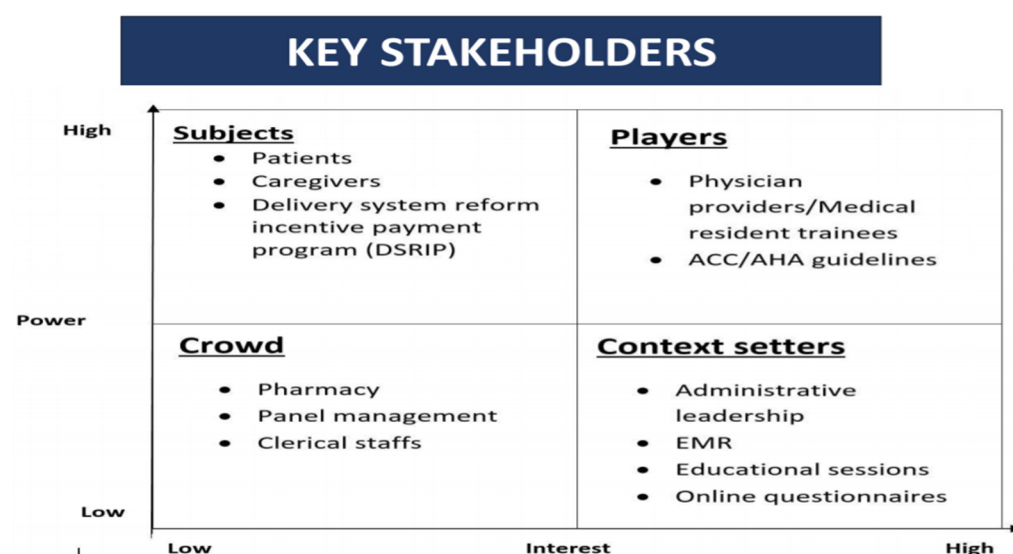 KEY STAKEHOLDERS
High
Subjects
• Patients
• Caregivers
• Delivery system reform
incentive payment
program (DSRIP)
Players
• Physician
providers/Medical
resident trainees
• ACC/AHA guidelines
Power
Crowd
• Pharmacy
• Panel management
• Clerical staffs
Context setters
• Administrative
leadership
• EMR
• Educational sessions
• Online questionnaires
Low
Low
Interest
High